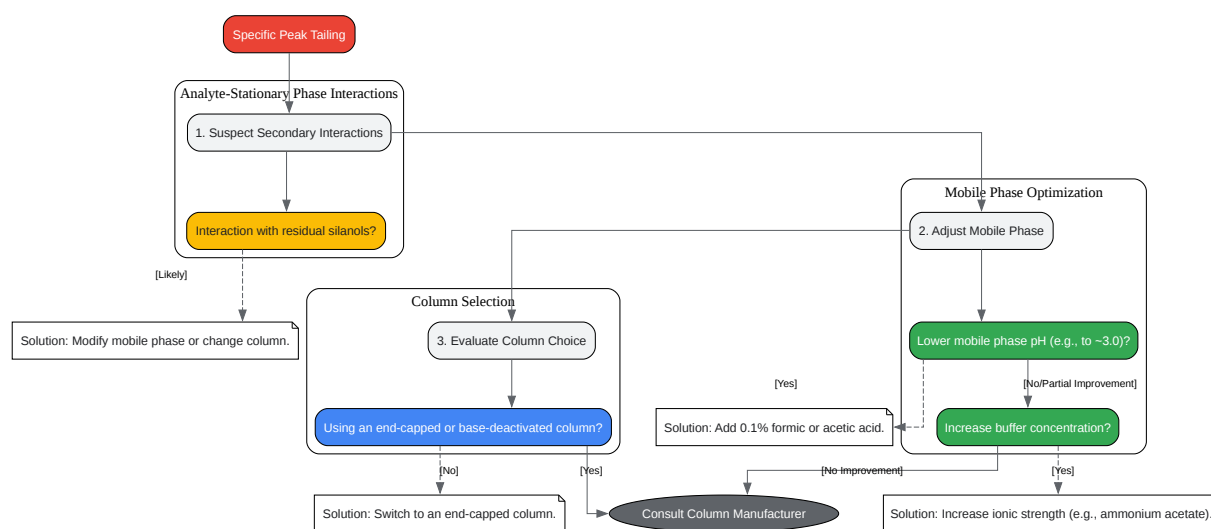 Specific Peak Tailing
Analyte-Stationary Phase Interactions
1. Suspect Secondary Interactions
Interaction with residual silanols?
[Likely]
Solution: Modify mobile phase or change column.
Mobile Phase Optimization
2. Adjust Mobile Phase
Lower mobile phase pH (e.g., to ~3.0)?
[Yes]
[No/Partial Improvement]
Solution: Add 0.1% formic or acetic acid.
Increase buffer concentration?
[No Improvement]
[Yes]
Solution: Increase ionic strength (e.g., ammonium acetate).
Column Selection
3. Evaluate Column Choice
Using an end-capped or base-deactivated column?
[No]
[Yes]
Solution: Switch to an end-capped column.
Consult Column Manufacturer